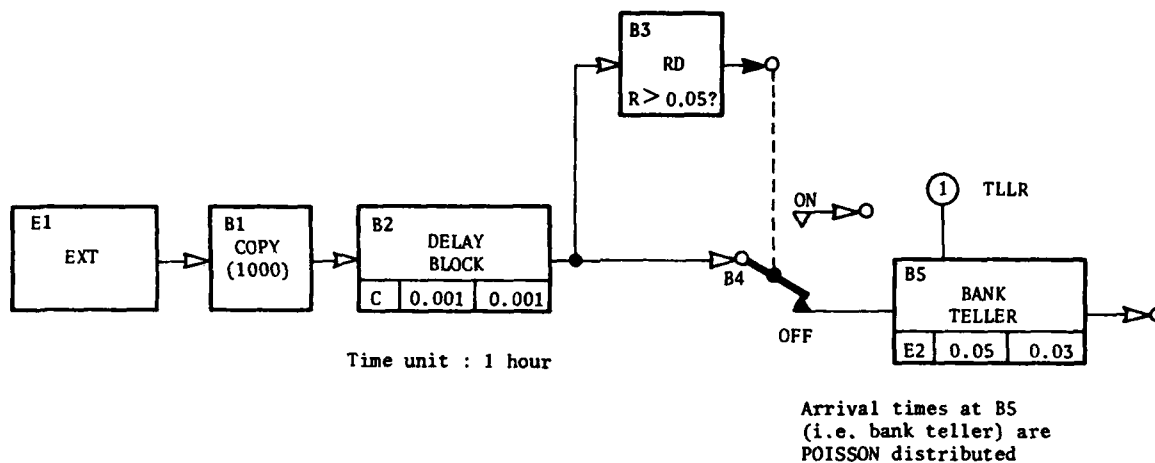 B3
RD
R > 0.05?
E1
EXT
B1
COPY
(1000)
B2
DELAY
BLOCK
C 0.001 0.001
Time unit : 1 hour
B4
ON
OFF
1 TLLR
B5
BANK
TELLER
E2 0.05 0.03
Arrival times at B5
(i.e. bank teller) are
POISSON distributed